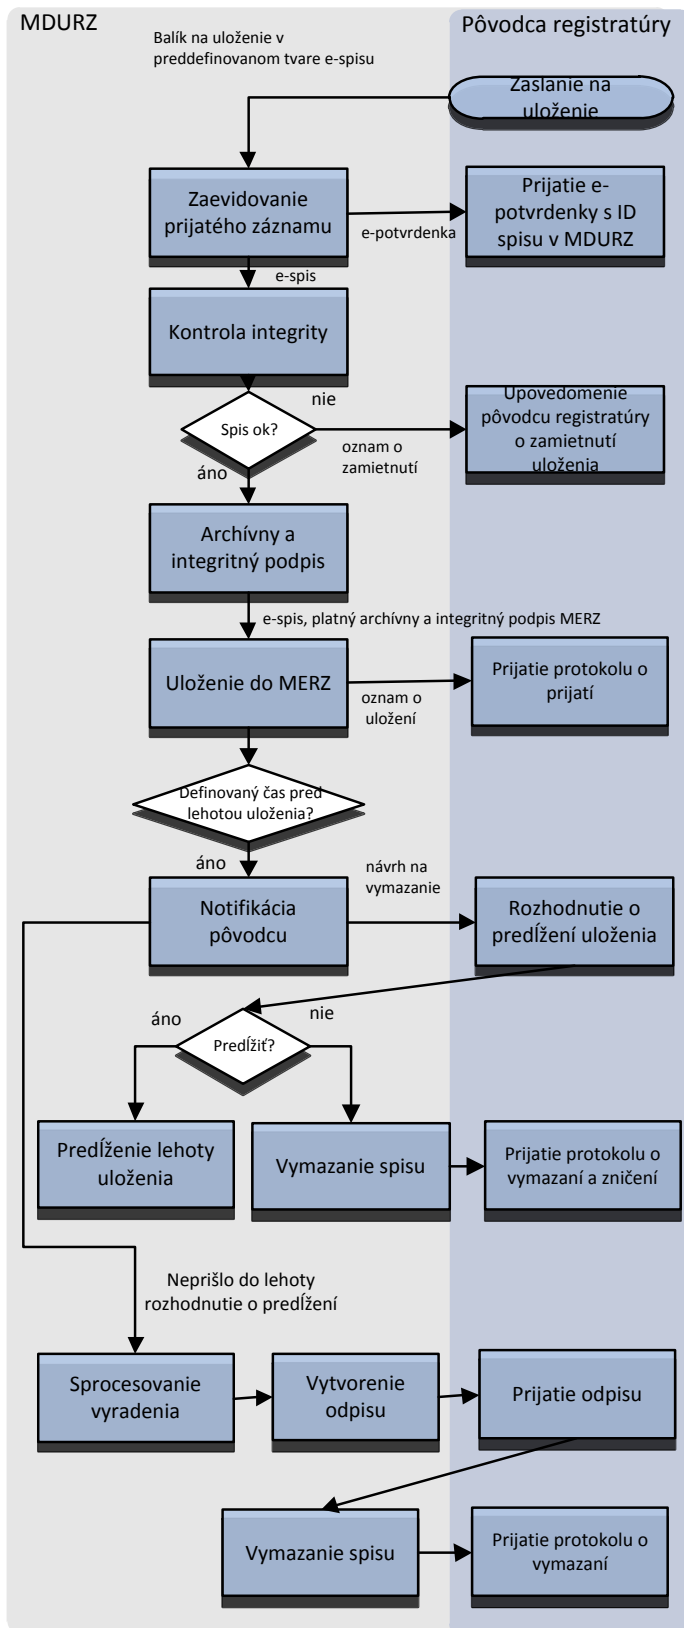 MDURZ
Pôvodca registratúry
Balík na uloženie v
preddefinovanom tvare e-spisu
Zaslanie na
uloženie
Zaevidovanie
prijatého záznamu
e-potvrdenka
Prijatie e-
potvrdenky s ID
spisu v MDURZ
e-spis
Kontrola integrity
nie
Spis ok?
oznam o
zamietnutí
Upovedomenie
pôvodcu registratúry
o zamietnutí
uloženia
áno
Archívny a
integritný podpis
e-spis, platný archívny a integritný podpis MERZ
Uloženie do MERZ
oznam o
uložení
Prijatie protokolu o
prijatí
Definovaný čas pred
lehotou uloženia?
áno
návrh na
vymazanie
Notifikácia
pôvodcu
Rozhodnutie o
predĺžení uloženia
áno
nie
Predĺžiť?
Predĺženie lehoty
uloženia
Vymazanie spisu
Prijatie protokolu o
vymazaní a zničení
Neprišlo do lehoty
rozhodnutie o predĺžení
Sprocesovanie
vyradenia
Vytvorenie
odpisu
Prijatie odpisu
Vymazanie spisu
Prijatie protokolu o
vymazaní